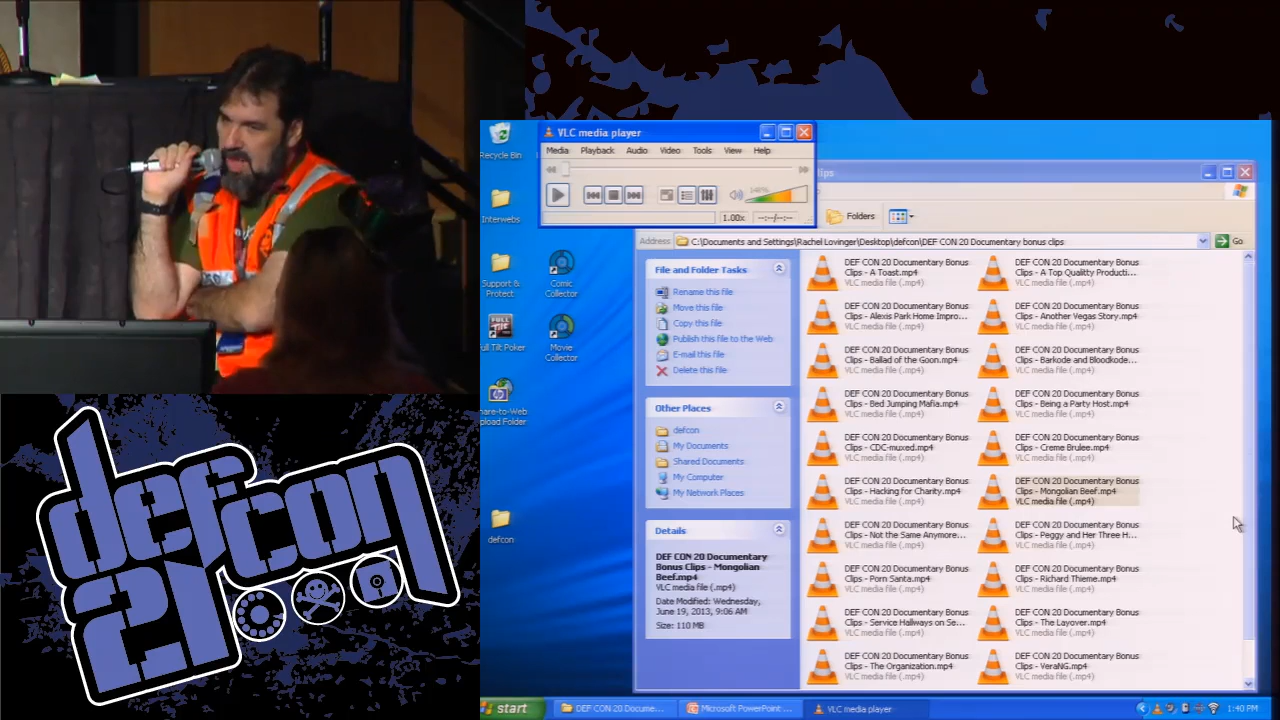 defcon
21
Recycle Bin
Interwebs
Support &
Protect
Comic
Collector
Full Tilt Poker
Movie
Collector
Share-to-Web
Upload Folder
defcon
VLC media player
Media Playback Audio Video Tools View Help
1.00x --:--/--:--
Folders
Address C:\Documents and Settings\Rachel Lovinger\Desktop\defcon\DEF CON 20 Documentary bonus clips Go
File and Folder Tasks
Rename this file
Move this file
Copy this file
Publish this file to the Web
E-mail this file
Delete this file
Other Places
defcon
My Documents
Shared Documents
My Computer
My Network Places
Details
DEF CON 20 Documentary
Bonus Clips - Mongolian
Beef.mp4
VLC media file (.mp4)
Date Modified: Wednesday,
June 19, 2013, 9:06 AM
Size: 110 MB
DEF CON 20 Documentary Bonus
Clips - A Toast.mp4
VLC media file (.mp4)
DEF CON 20 Documentary Bonus
Clips - A Top Qualitty Producti...
VLC media file (.mp4)
DEF CON 20 Documentary Bonus
Clips - Alexis Park Home Impro...
VLC media file (.mp4)
DEF CON 20 Documentary Bonus
Clips - Another Vegas Story.mp4
VLC media file (.mp4)
DEF CON 20 Documentary Bonus
Clips - Ballad of the Goon.mp4
VLC media file (.mp4)
DEF CON 20 Documentary Bonus
Clips - Barkode and Bloodkode...
VLC media file (.mp4)
DEF CON 20 Documentary Bonus
Clips - Bed Jumping Mafia.mp4
VLC media file (.mp4)
DEF CON 20 Documentary Bonus
Clips - Being a Party Host.mp4
VLC media file (.mp4)
DEF CON 20 Documentary Bonus
Clips - CDC-muxed.mp4
VLC media file (.mp4)
DEF CON 20 Documentary Bonus
Clips - Creme Brulee.mp4
VLC media file (.mp4)
DEF CON 20 Documentary Bonus
Clips - Hacking for Charity.mp4
VLC media file (.mp4)
DEF CON 20 Documentary Bonus
Clips - Mongolian Beef.mp4
VLC media file (.mp4)
DEF CON 20 Documentary Bonus
Clips - Not the Same Anymore...
VLC media file (.mp4)
DEF CON 20 Documentary Bonus
Clips - Peggy and Her Three H...
VLC media file (.mp4)
DEF CON 20 Documentary Bonus
Clips - Porn Santa.mp4
VLC media file (.mp4)
DEF CON 20 Documentary Bonus
Clips - Richard Thieme.mp4
VLC media file (.mp4)
DEF CON 20 Documentary Bonus
Clips - Service Hallways on Se...
VLC media file (.mp4)
DEF CON 20 Documentary Bonus
Clips - The Layover.mp4
VLC media file (.mp4)
DEF CON 20 Documentary Bonus
Clips - The Organization.mp4
VLC media file (.mp4)
DEF CON 20 Documentary Bonus
Clips - VeraNG.mp4
VLC media file (.mp4)
start DEF CON 20 Docume... Microsoft PowerPoint ... VLC media player 1:40 PM